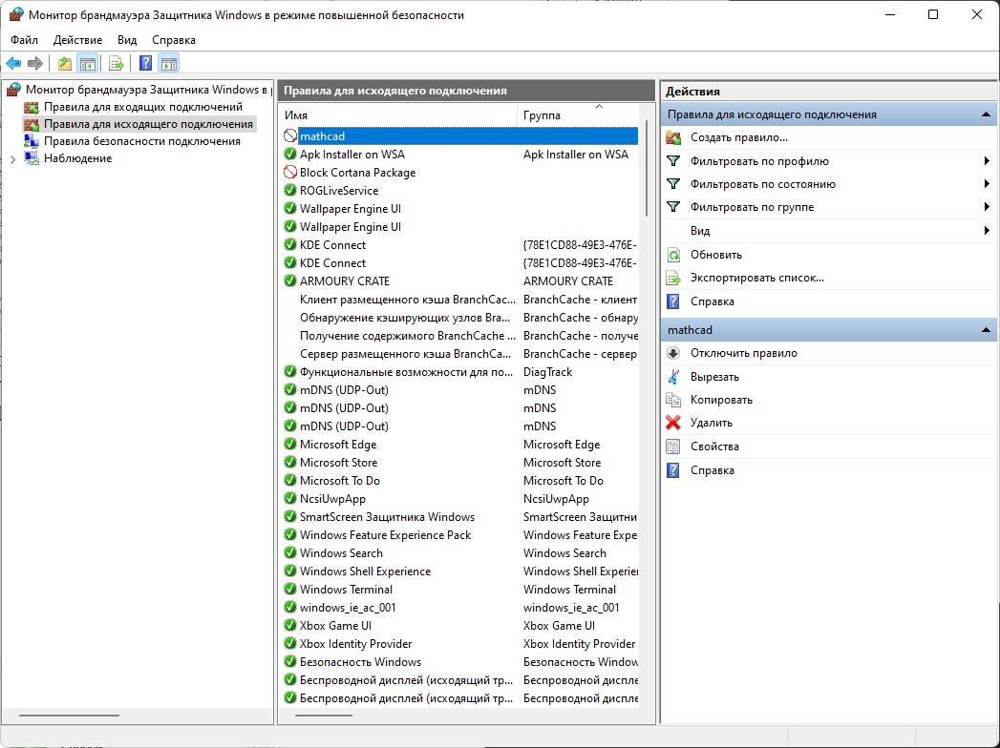 Монитор брандмауэра Защитника Windows в режиме повышенной безопасности
Файл Действие Вид Справка
Монитор брандмауэра Защитника Windows в р
Правила для входящих подключений
Правила для исходящего подключения
Правила безопасности подключения
Наблюдение
Правила для исходящего подключения
Имя Группа
mathcad
Apk Installer on WSA Apk Installer on WSA
Block Cortana Package
ROGLiveService
Wallpaper Engine UI
Wallpaper Engine UI
KDE Connect {78E1CD88-49E3-476E-
KDE Connect {78E1CD88-49E3-476E-
ARMOURY CRATE ARMOURY CRATE
Клиент размещенного кэша BranchCac... BranchCache - клиент
Обнаружение кэширующих узлов Bra... BranchCache - обнару
Получение содержимого BranchCache ... BranchCache - получе
Сервер размещенного кэша BranchCa... BranchCache - сервер
Функциональные возможности для по... DiagTrack
mDNS (UDP-Out) mDNS
mDNS (UDP-Out) mDNS
mDNS (UDP-Out) mDNS
Microsoft Edge Microsoft Edge
Microsoft Store Microsoft Store
Microsoft To Do Microsoft To Do
NcsiUwpApp NcsiUwpApp
SmartScreen Защитника Windows SmartScreen Защитни
Windows Feature Experience Pack Windows Feature Expe
Windows Search Windows Search
Windows Shell Experience Windows Shell Experier
Windows Terminal Windows Terminal
windows_ie_ac_001 windows_ie_ac_001
Xbox Game UI Xbox Game UI
Xbox Identity Provider Xbox Identity Provider
Безопасность Windows Безопасность Window
Беспроводной дисплей (исходящий тр... Беспроводной диспле
Беспроводной дисплей (исходящий тр... Беспроводной диспле
Действия
Правила для исходящего подключения
Создать правило...
Фильтровать по профилю
Фильтровать по состоянию
Фильтровать по группе
Вид
Обновить
Экспортировать список...
Справка
mathcad
Отключить правило
Вырезать
Копировать
Удалить
Свойства
Справка